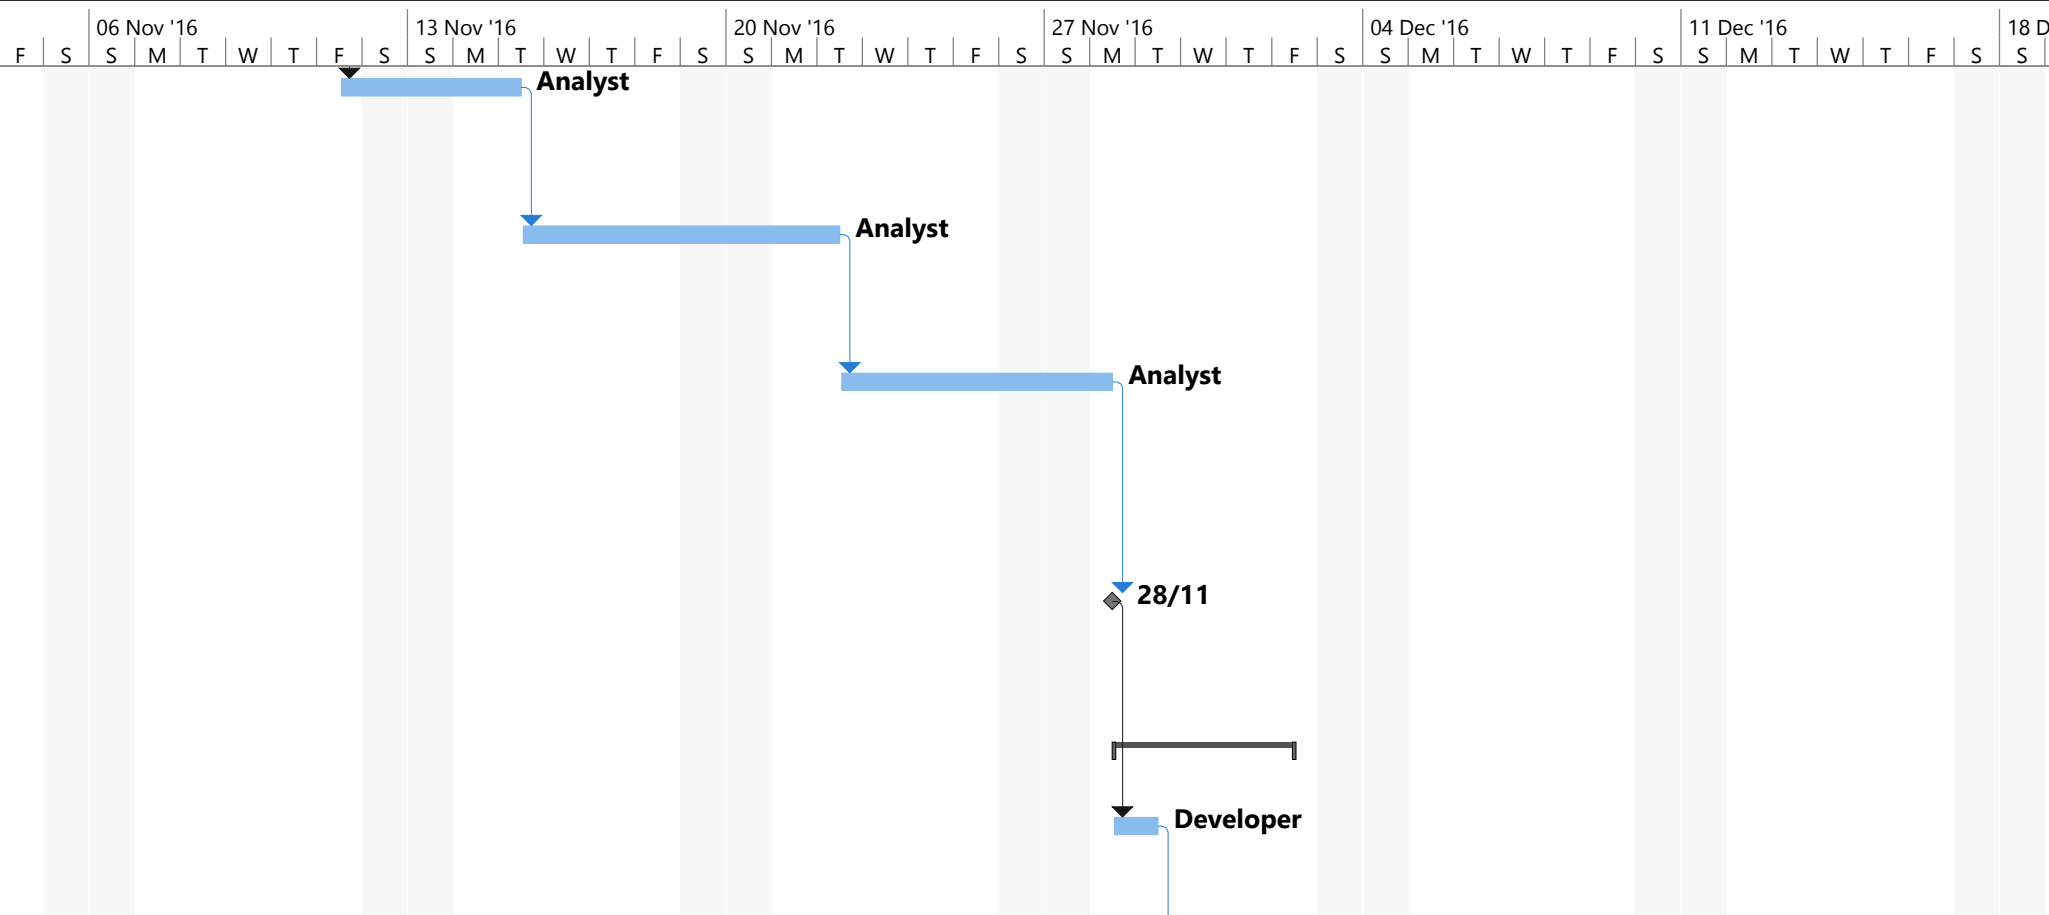 06 Nov '16 13 Nov '16 20 Nov '16 27 Nov '16 04 Dec '16 11 Dec '16 18 D
F S S M T W T F S S M T W T F S S M T W T F S S M T W T F S S M T W T F S S M T W T F S S
Analyst
Analyst
Analyst
28/11
Developer